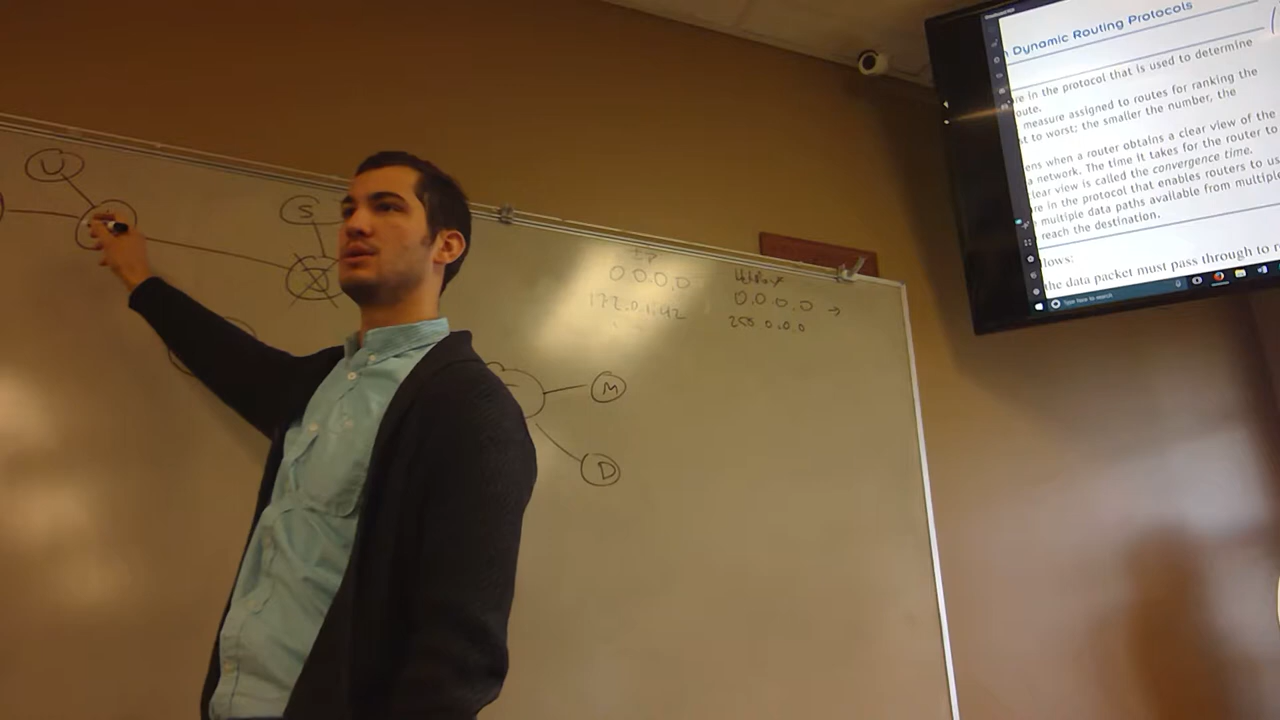 U
S
IP
0.0.0.0
0.0.0.0 →
255.0.0.0
M
D
Dynamic Routing Protocols
re in the protocol that is used to determine
oute.
measure assigned to routes for ranking the
st to worst; the smaller the number, the
ens when a router obtains a clear view of the
a network. The time it takes for the router to
lear view is called the convergence time.
re in the protocol that enables routers to us
multiple data paths available from multiple
reach the destination.
lows:
the data packet must pass through to r
Type here to search